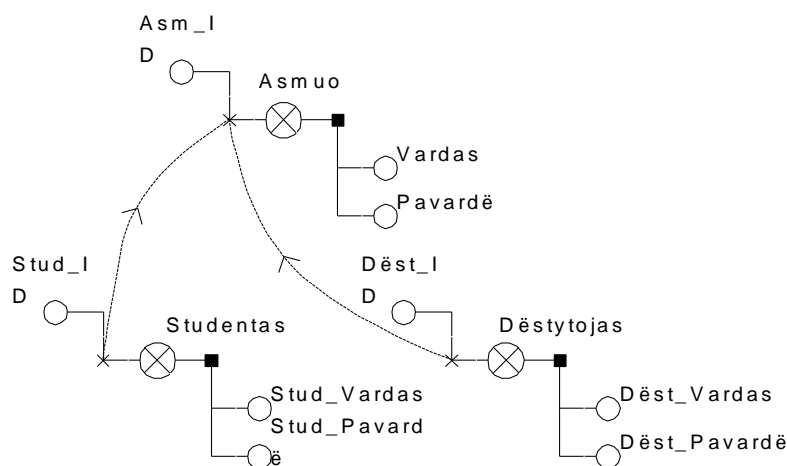 Asm_I
D
Asmuo
Vardas
Pavardë
Stud_I
D
Dëst_I
D
Studentas
Dëstytojas
Stud_Vardas
Stud_Pavard
ë
Dëst_Vardas
Dëst_Pavardë